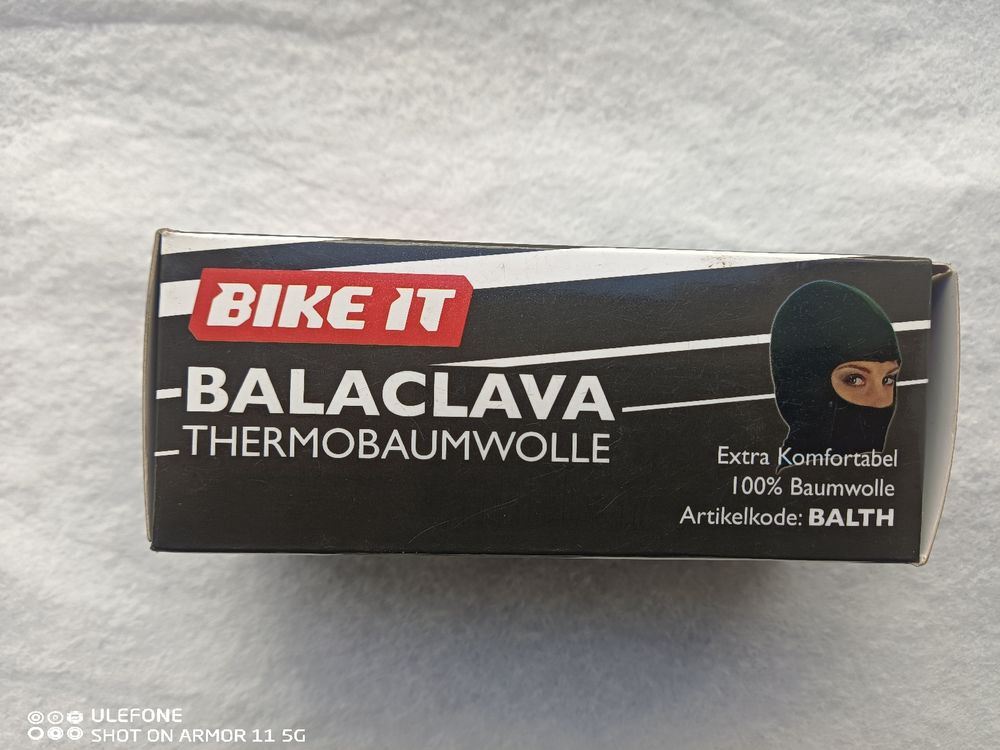 BIKE IT
BALACLAVA
THERMOBAUMWOLLE
Extra Komfortabel
100% Baumwolle
Artikelkode: BALTH
ULEFONE
SHOT ON ARMOR 11 5G